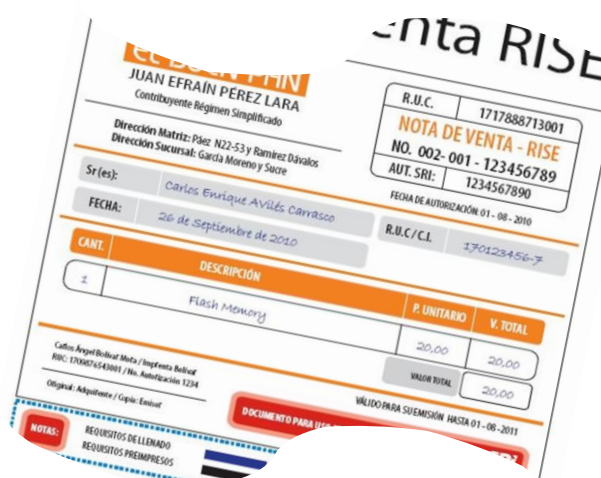 enta RISE
JUAN EFRAÍN PEREZ LARA
Contribuyente Régimen Simplificado
Dirección Matriz: Páez N22-53 y Ramirez Dávalos
Dirección Sucursal: García Moreno y Sucre
R.U.C. 1717888713001
NOTA DE VENTA - RISE
NO. 002- 001 - 123456789
AUT. SRI: 1234567890
FECHA DE AUTORIZACIÓN: 01 - 08 - 2010
Sr(es): Carlos Enrique Avilés Carrasco
FECHA: 26 de Septiembre de 2010
R.U.C / C.I. 170123456-7
CANT. DESCRIPCIÓN P. UNITARIO V. TOTAL
1 Flash Memory 20,00 20,00
VALOR TOTAL 20,00
Carlos Ángel Bolívar Mota / Imprenta Bolívar
RUC: 1709876543001 / No. Autorización 1234
Original: Adquirente / Copia: Emisor
VÁLIDO PARA SU EMISIÓN HASTA 01 - 08 - 2011
DOCUMENTO PARA
NOTAS:
REQUISITOS DE LLENADO
REQUISITOS PREIMPRESOS